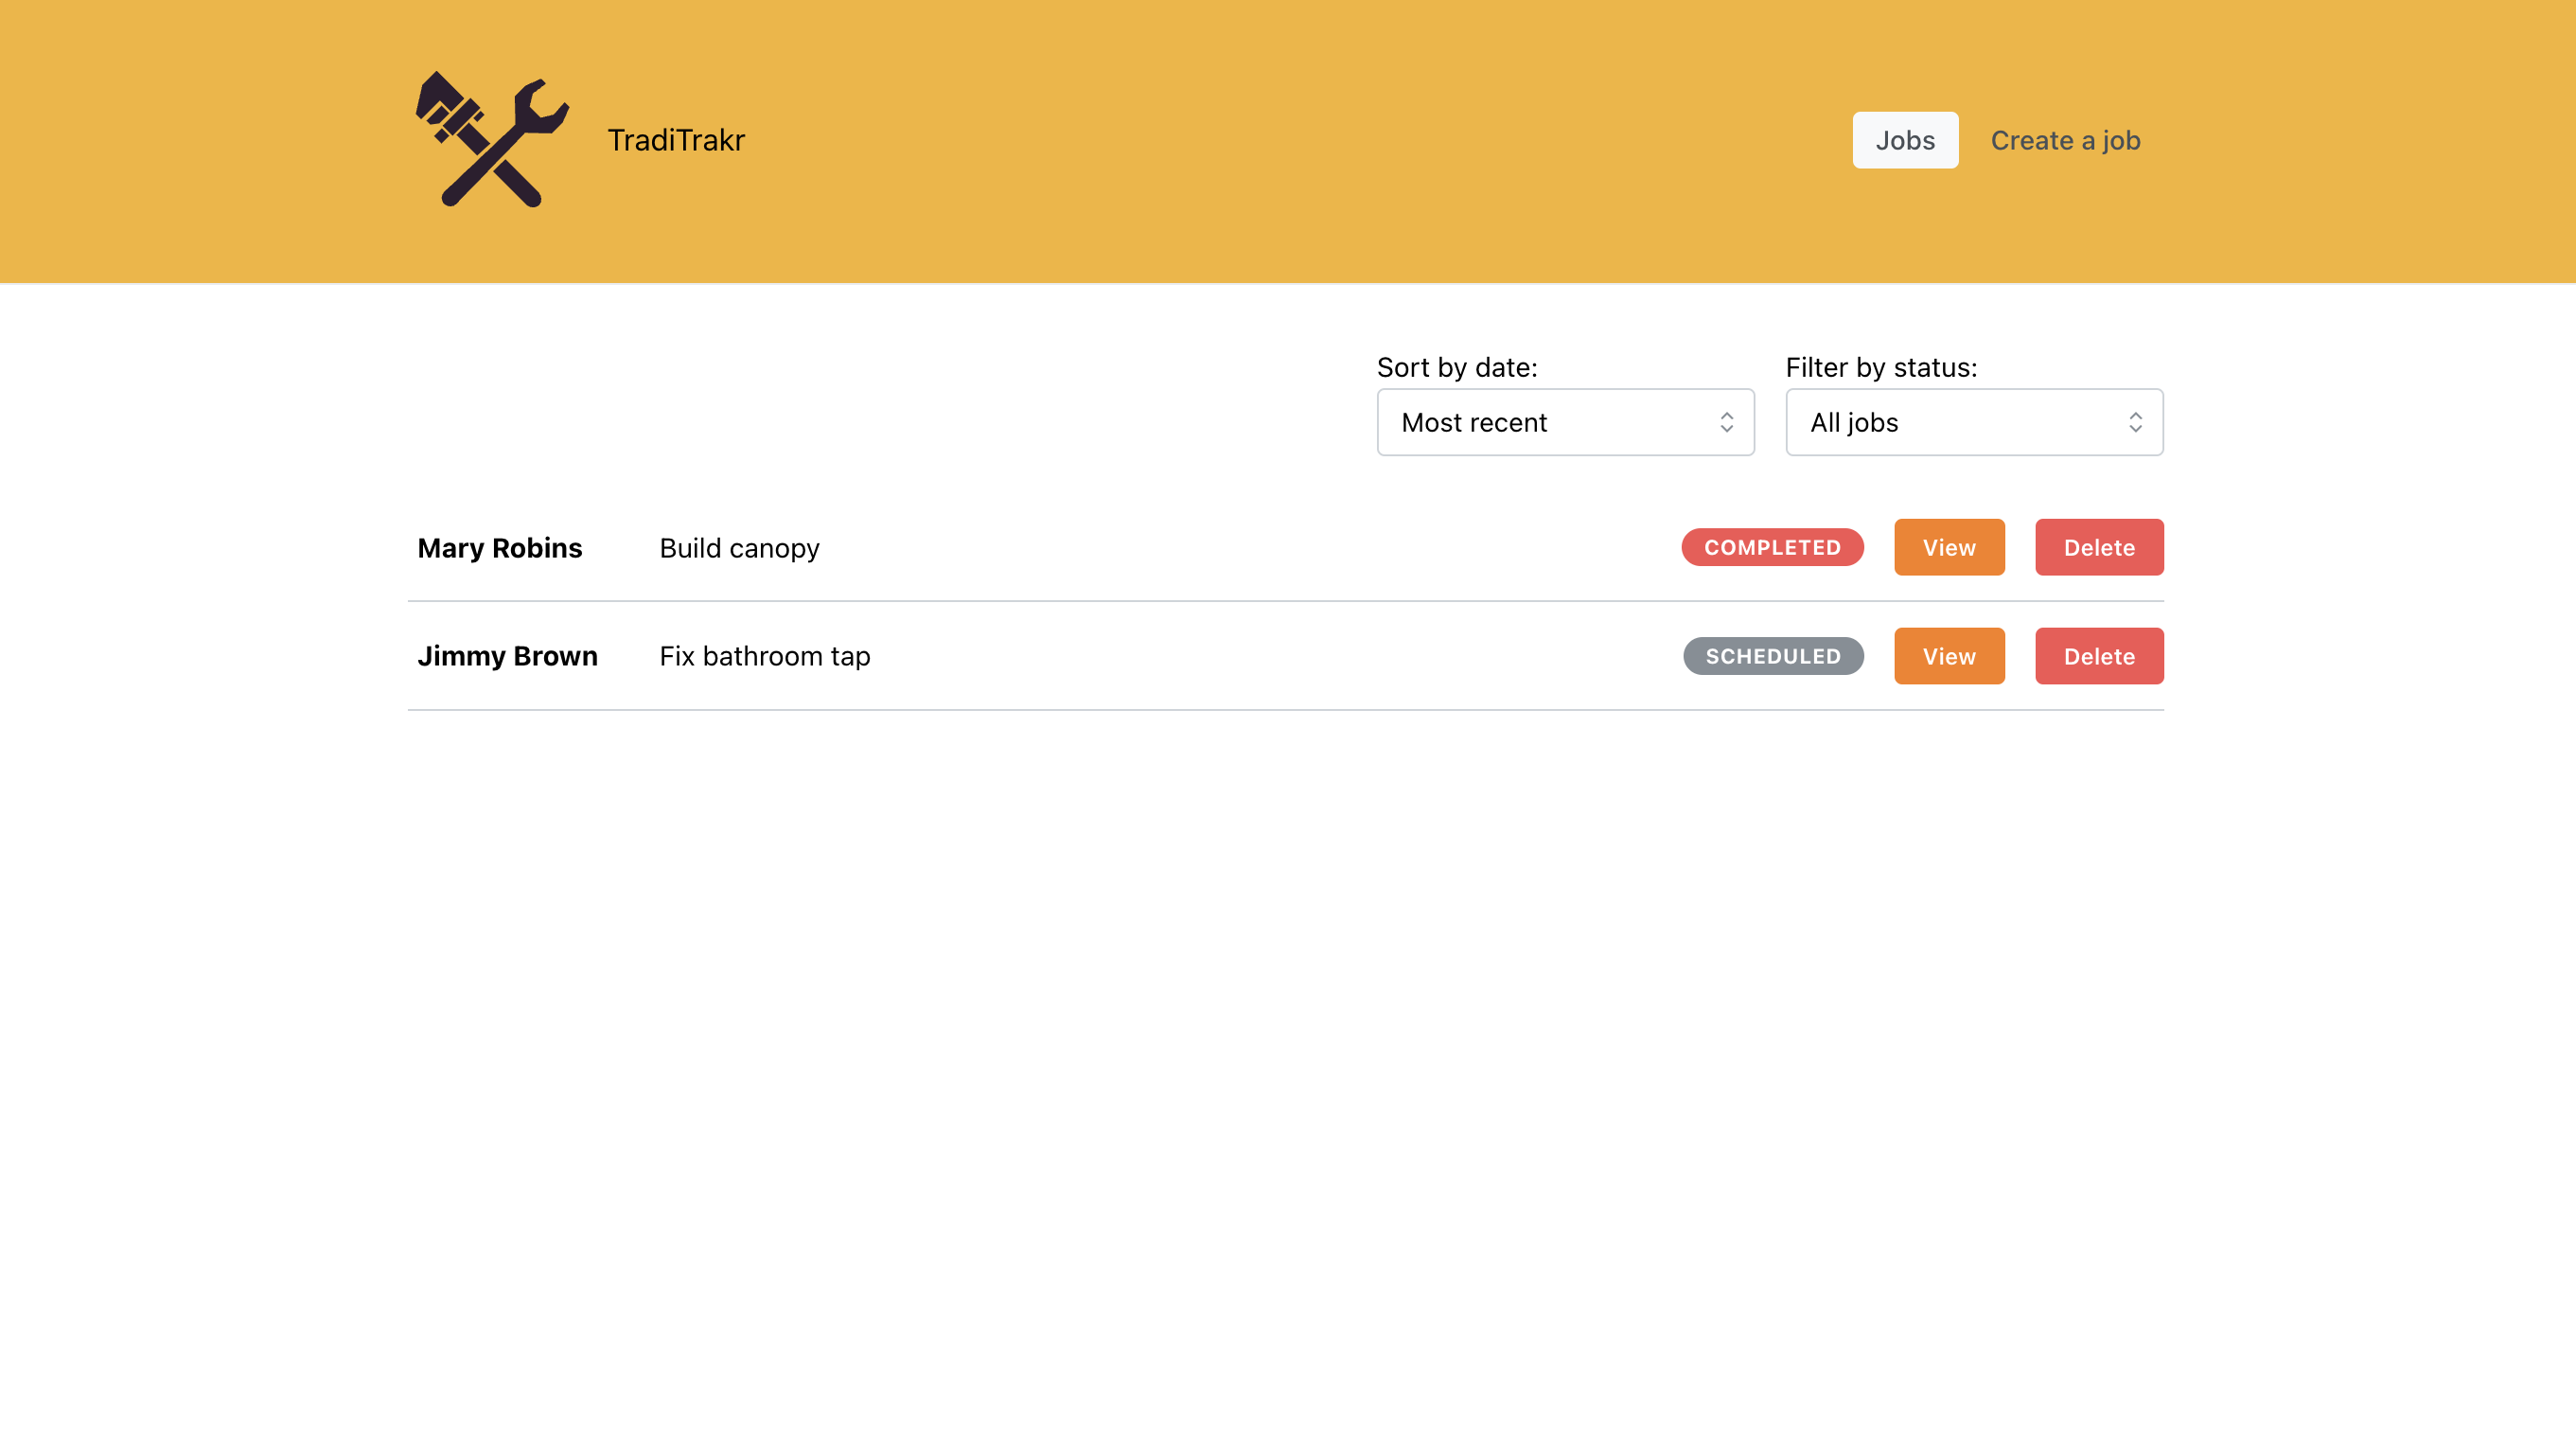 TradiTrakr
Jobs Create a job
Sort by date: Filter by status:
Most recent All jobs
Mary Robins Build canopy COMPLETED View Delete
Jimmy Brown Fix bathroom tap SCHEDULED View Delete